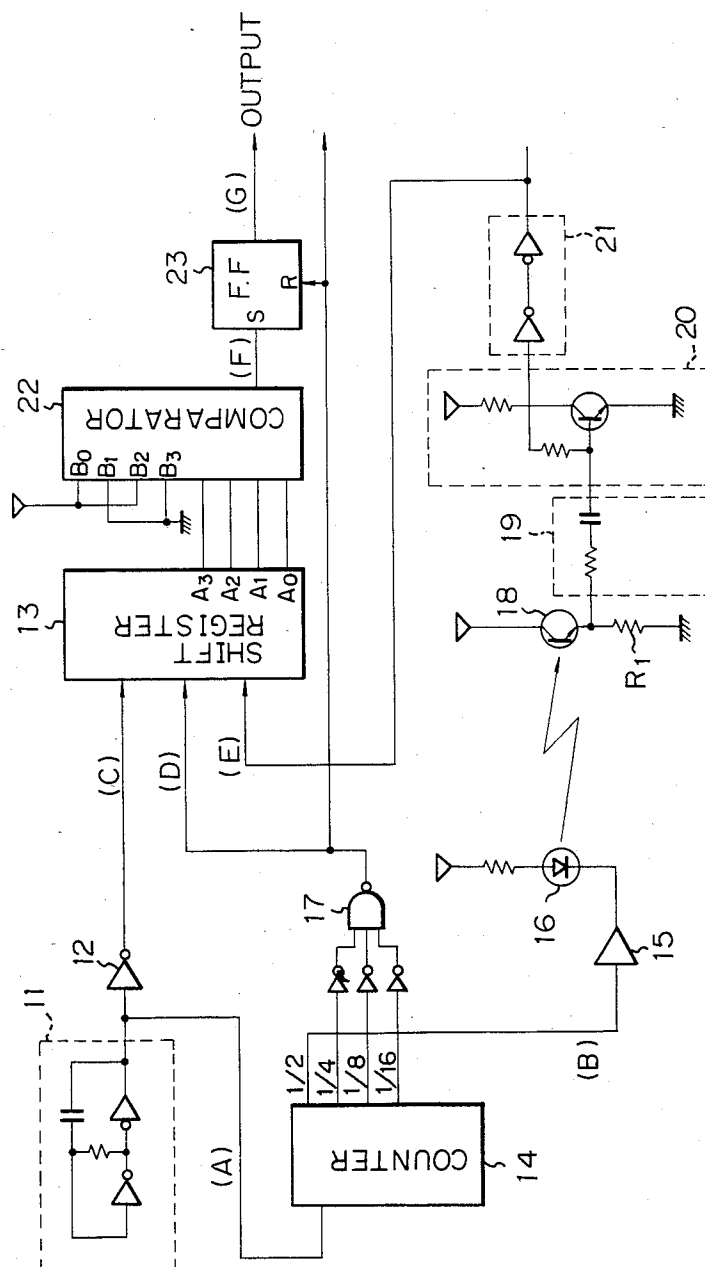 11
12
(A)
(C)
COUNTER
14
1/2
1/4
1/8
1/16
(B)
17
15
16
(D)
(E)
13
SHIFT
REGISTER
A3
A2
A1
A0
22
COMPARATOR
B0
B1
B2
B3
(F)
23
F.F
S
R
(G)
OUTPUT
18
R1
19
20
21